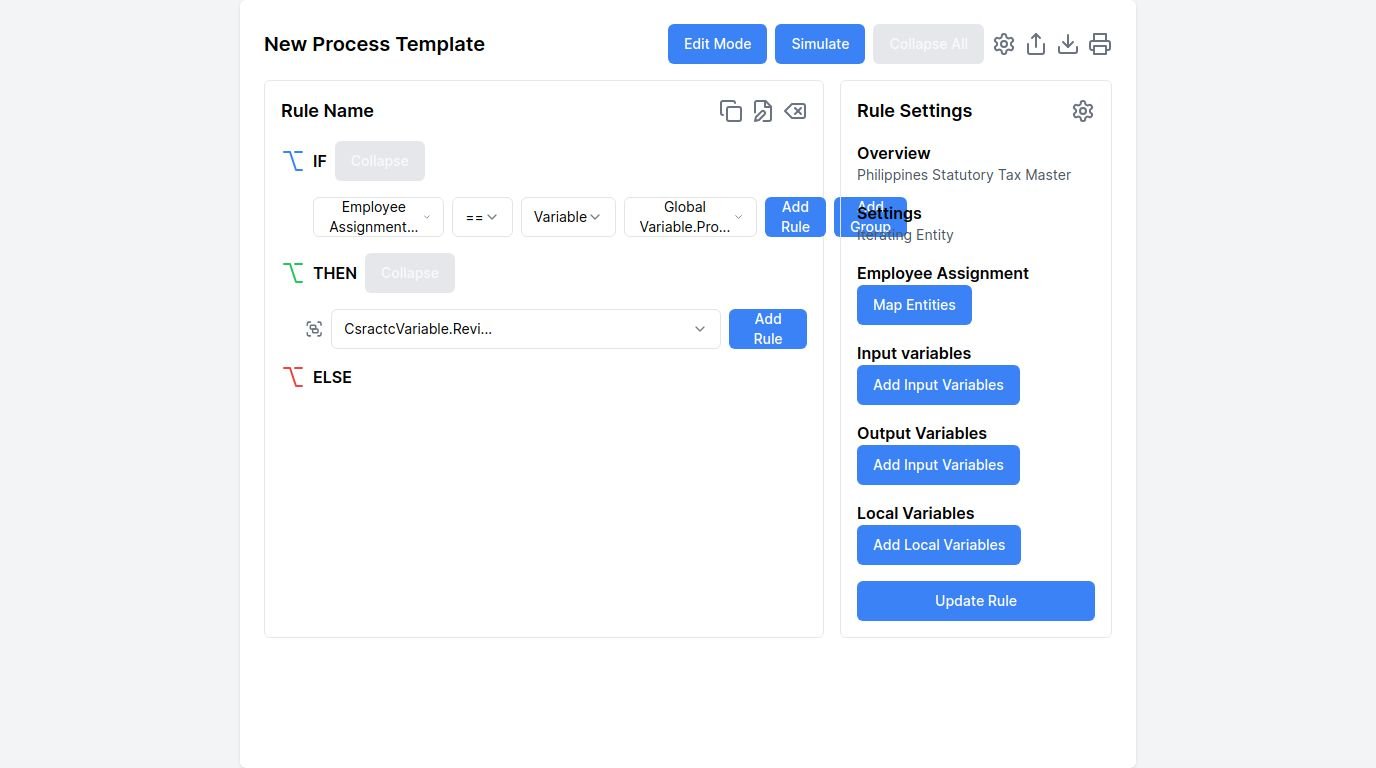 New Process Template
Edit Mode
Simulate
Collapse All
Rule Name
IF
Collapse
Employee
Assignment...
==
Variable
Global
Variable.Pro...
Add
Rule
Add
Group
THEN
Collapse
CsractcVariable.Revi...
Add
Rule
ELSE
Rule Settings
Overview
Philippines Statutory Tax Master
Settings
Iterating Entity
Employee Assignment
Map Entities
Input variables
Add Input Variables
Output Variables
Add Input Variables
Local Variables
Add Local Variables
Update Rule